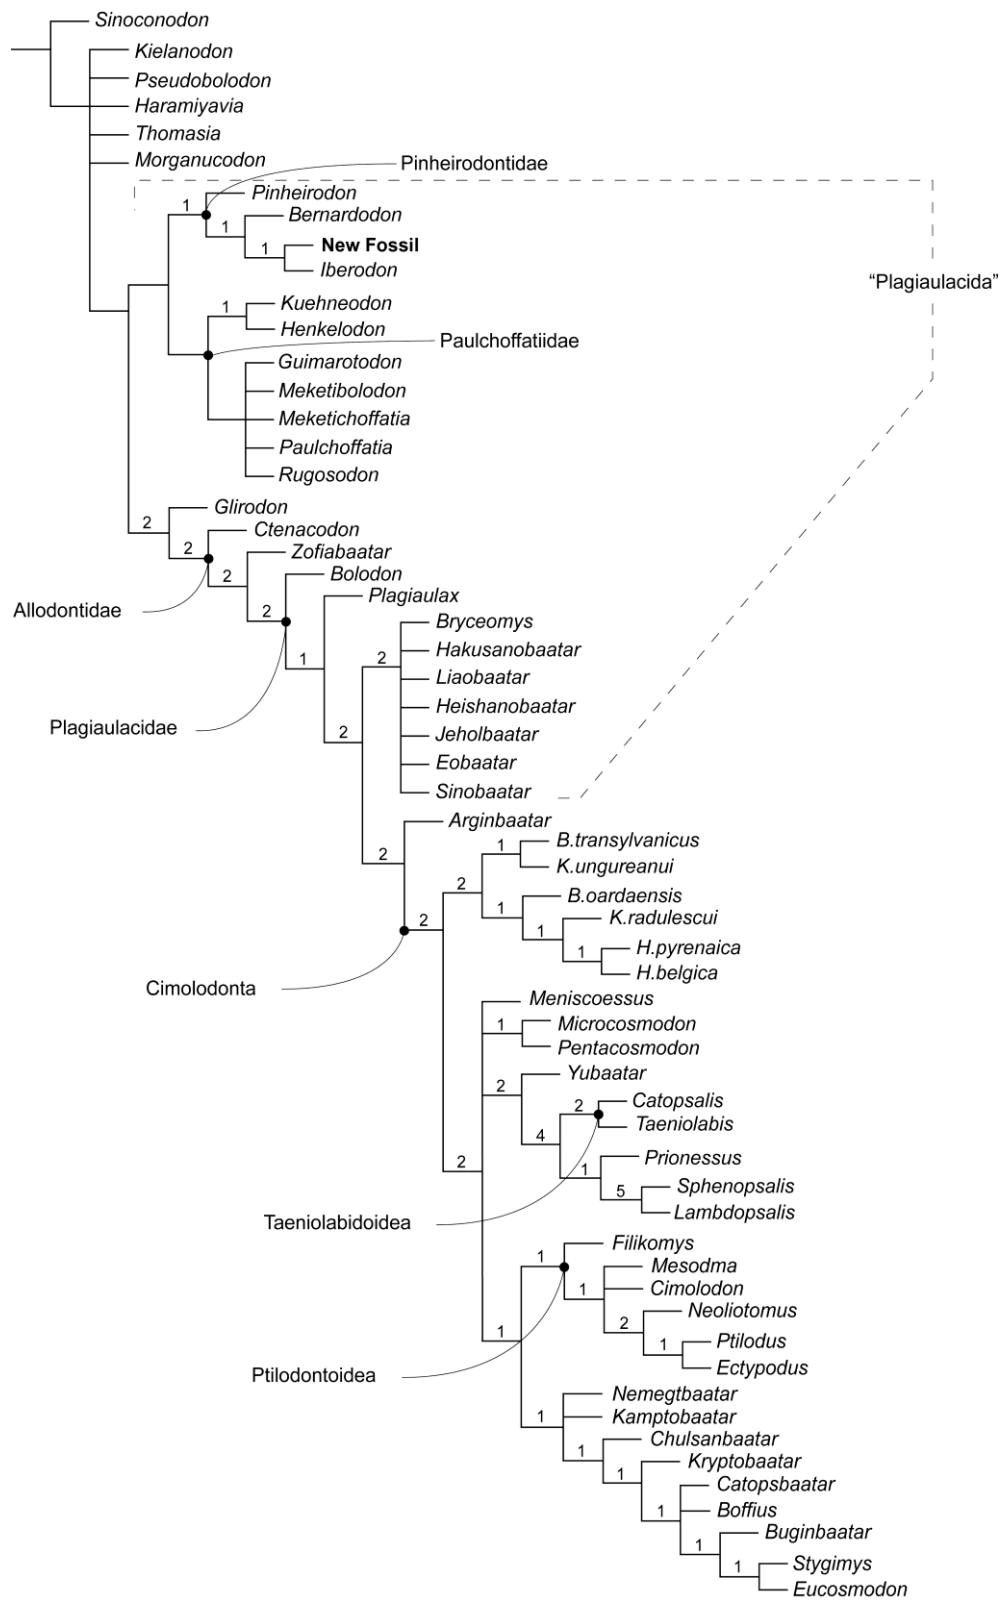 Sinoconodon
Kielanodon
Pseudobolodon
Haramiyavia
Thomasia
Morganucodon
Pinheirodontidae
Pinheirodon
1
Bernardodon
1
New Fossil
1
Iberodon
"Plagiaulacida"
Kuehneodon
1
Henkelodon
Paulchoffatiidae
Guimarotodon
Meketibolodon
Meketichoffatia
Paulchoffatia
Rugosodon
Glirodon
2
Ctenacodon
2
Zofiabaatar
2
Bolodon
Allodontidae
2
Plagiaulax
Bryceomys
1
2
Hakusanobaatar
Liaobaatar
Heishanobaatar
Plagiaulacidae
2
Jeholbaatar
Eobaatar
Sinobaatar
Arginbaatar
2
B.transylvanicus
1
K.ungureanui
2
B.oardaensis
1
K.radulescui
2
1
H.pyrenaica
1
H.belgica
Cimolodonta
Meniscoessus
1
Microcosmodon
Pentacosmodon
Yubaatar
2
Catopsalis
2
Taeniolabis
4
Prionessus
2
1
Sphenopsalis
5
Lambdopsalis
Taeniolabidoidea
Filikomys
1
Mesodma
1
Cimolodon
Neoliotomus
2
1
Ptilodus
1
Ectypodus
Ptilodontoidea
Nemegtbaatar
1
Kamptobaatar
Chulsanbaatar
1
Kryptobaatar
1
Catopsbaatar
1
Boffius
Buginbaatar
1
Stygimys
1
Eucosmodon